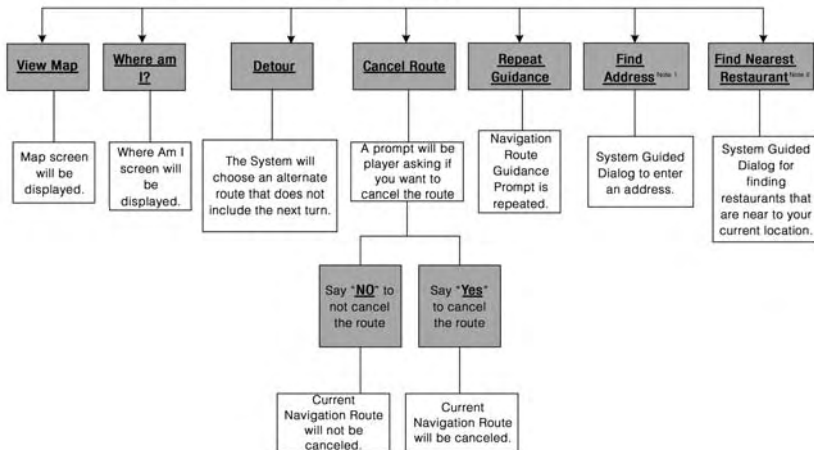 View Map
Where am
I?
Detour
Cancel Route
Repeat
Guidance
Find
Address Note 1
Find Nearest
Restaurant Note 2
Map screen
will be
displayed.
Where Am I
screen will
be
displayed.
The System will
choose an alternate
route that does not
include the next turn.
A prompt will be
player asking if
you want to
cancel the route
Navigation
Route
Guidance
Prompt is
repeated.
System Guided
Dialog to enter
an address.
System Guided
Dialog for
finding
restaurants that
are near to your
current location.
Say "NO" to
not cancel
the route
Say "Yes"
to cancel
the route
Current
Navigation Route
will not be
canceled.
Current
Navigation Route
will be canceled.